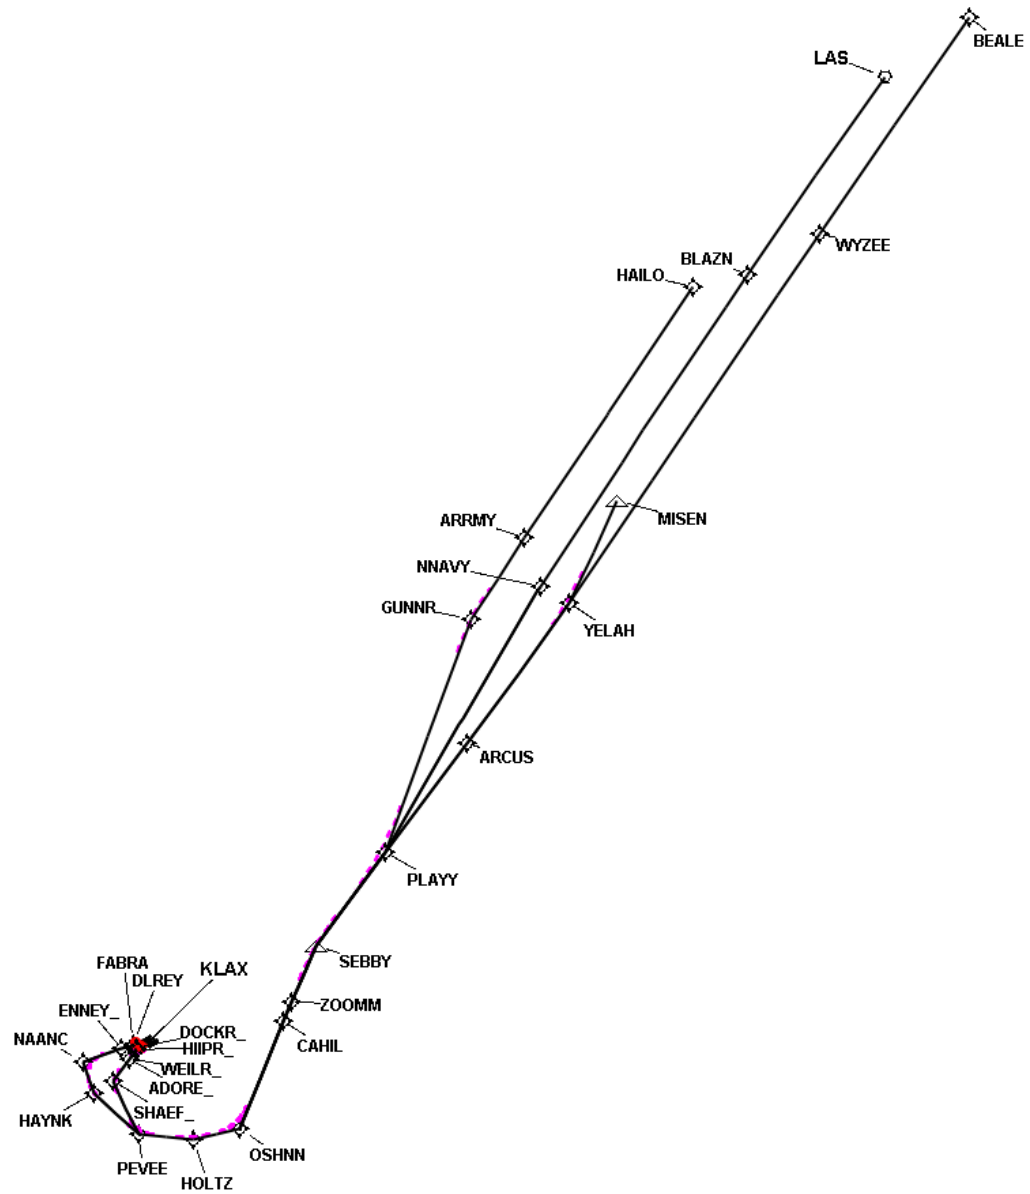 BEALE
LAS
WYZEE
BLAZN
HAILO
MISEN
ARRMY
NNAVY
GUNNR
YELAH
ARCUS
PLAYY
SEBBY
FABRA
KLAX
DLREY
ZOOMM
ENNEY_
DOCKR_
NAANC
HIIPR_
CAHIL
WEILR_
ADORE_
SHAEF_
HAYNK
OSHNN
PEVEE
HOLTZ